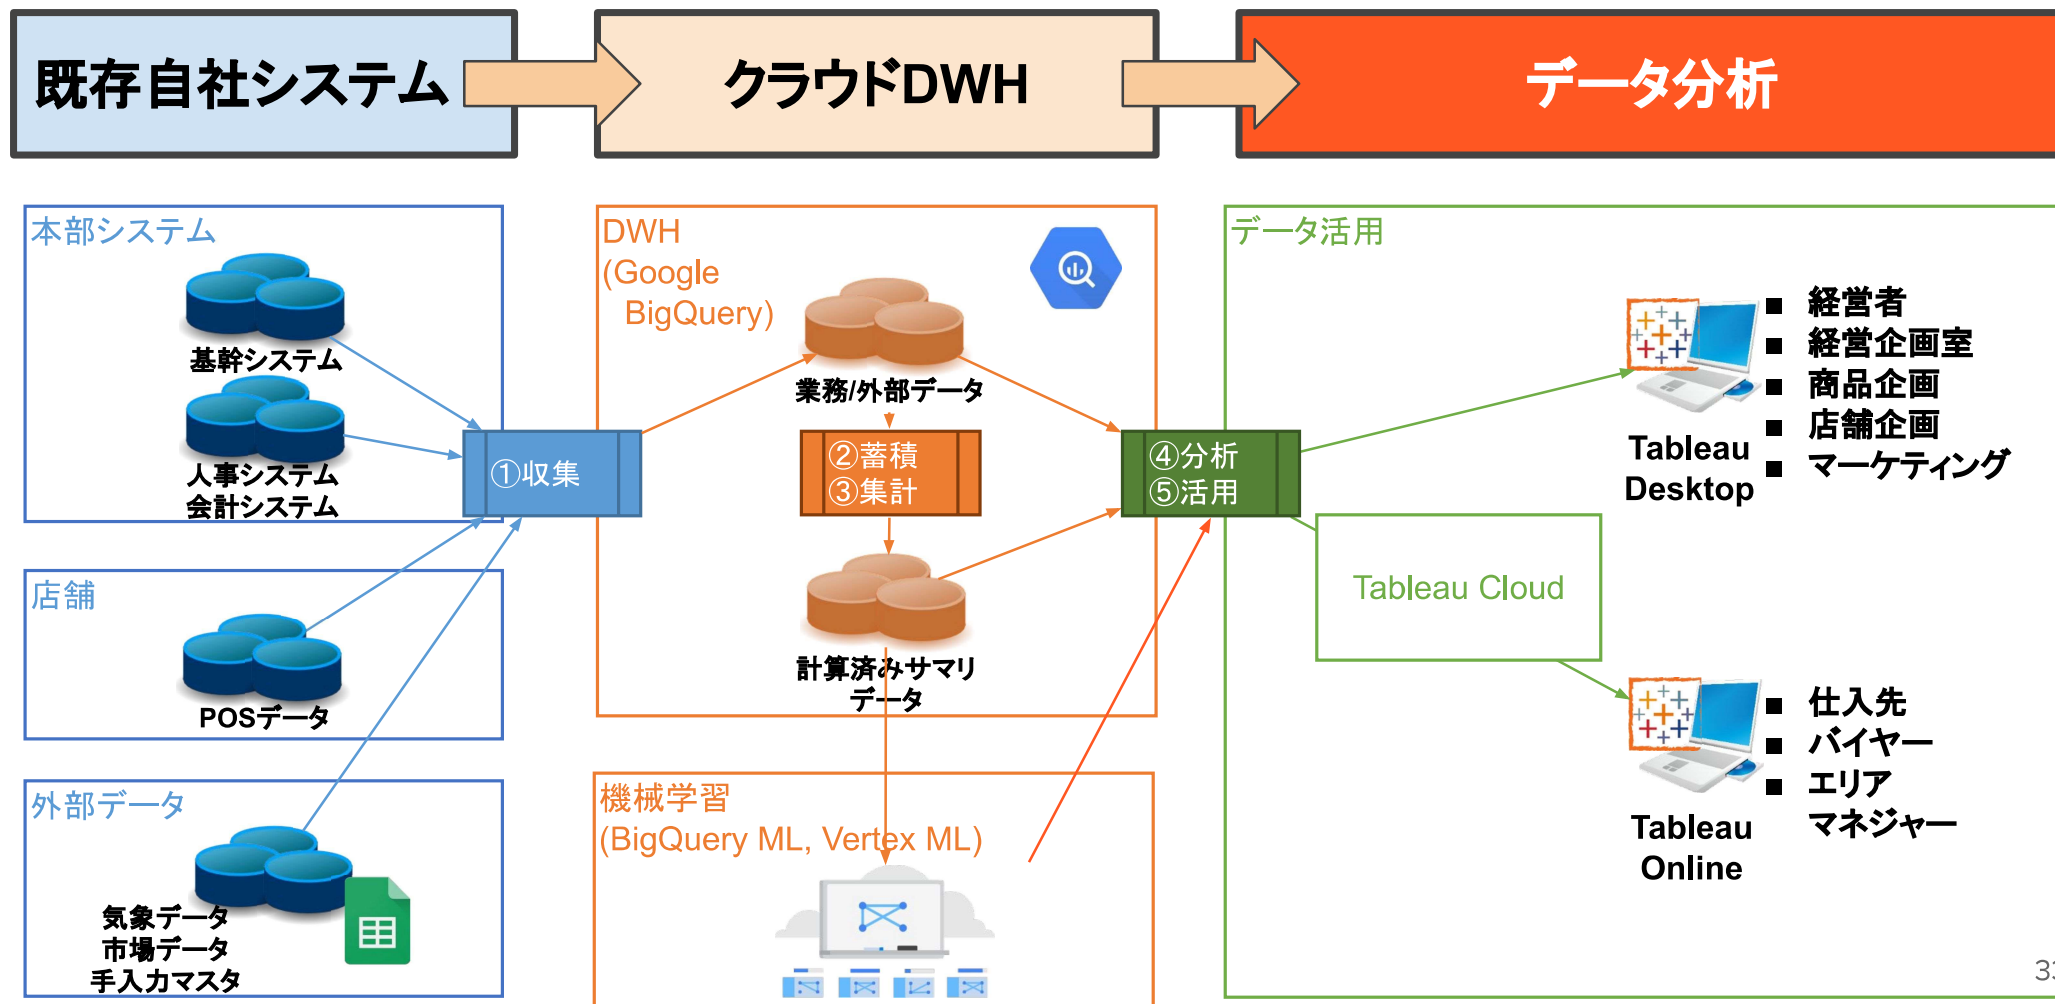 既存自社システム
クラウドDWH
データ分析
本部システム
基幹システム
人事システム
会計システム
①収集
店舗
POSデータ
外部データ
気象データ
市場データ
手入力マスタ
DWH
(Google
BigQuery)
業務/外部データ
②蓄積
③集計
計算済みサマリ
データ
機械学習
(BigQuery ML, Vertex ML)
データ活用
④分析
⑤活用
Tableau
Desktop
■ 経営者
■ 経営企画室
■ 商品企画
■ 店舗企画
■ マーケティング
Tableau Cloud
Tableau
Online
■ 仕入先
■ バイヤー
■ エリア
マネジャー
33